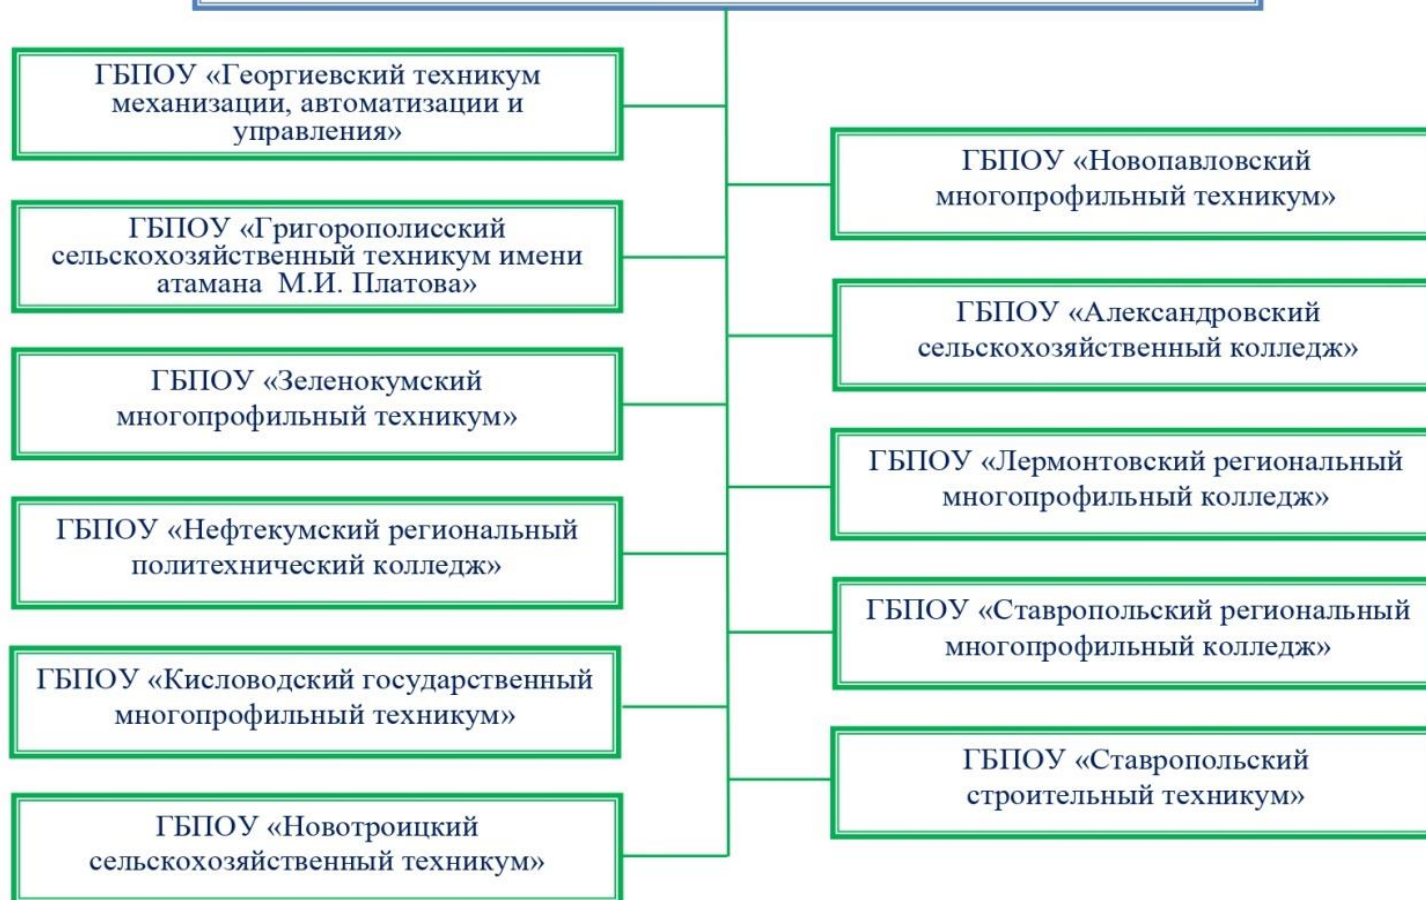 ГБПОУ «Георгиевский техникум
механизации, автоматизации и
управления»
ГБПОУ «Григорополисский
сельскохозяйственный техникум имени
атамана М.И. Платова»
ГБПОУ «Зеленокумский
многопрофильный техникум»
ГБПОУ «Нефтекумский региональный
политехнический колледж»
ГБПОУ «Кисловодский государственный
многопрофильный техникум»
ГБПОУ «Новотроицкий
сельскохозяйственный техникум»
ГБПОУ «Новопавловский
многопрофильный техникум»
ГБПОУ «Александровский
сельскохозяйственный колледж»
ГБПОУ «Лермонтовский региональный
многопрофильный колледж»
ГБПОУ «Ставропольский региональный
многопрофильный колледж»
ГБПОУ «Ставропольский
строительный техникум»